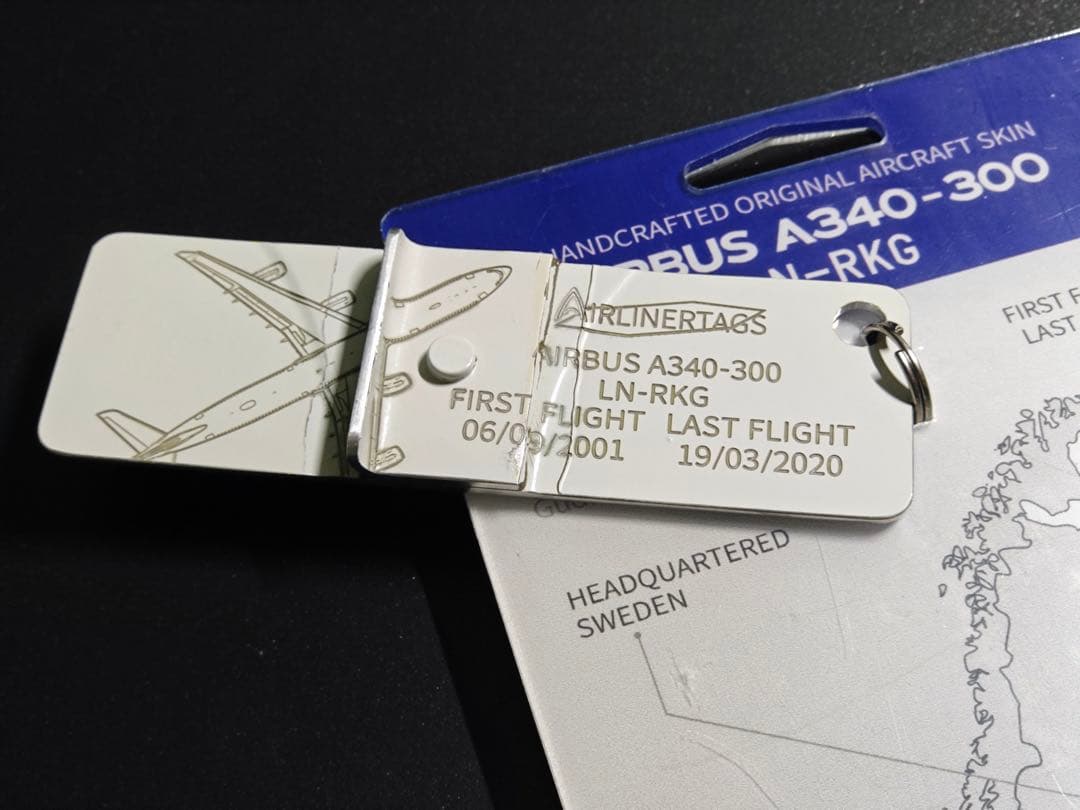 HANDCRAFTED ORIGINAL AIRCRAFT SKIN
AIRBUS A340-300
LN-RKG
FIRST F
LAST
AIRLINERTAGS
AIRBUS A340-300
LN-RKG
FIRST FLIGHT LAST FLIGHT
06/09/2001 19/03/2020
HEADQUARTERED
SWEDEN